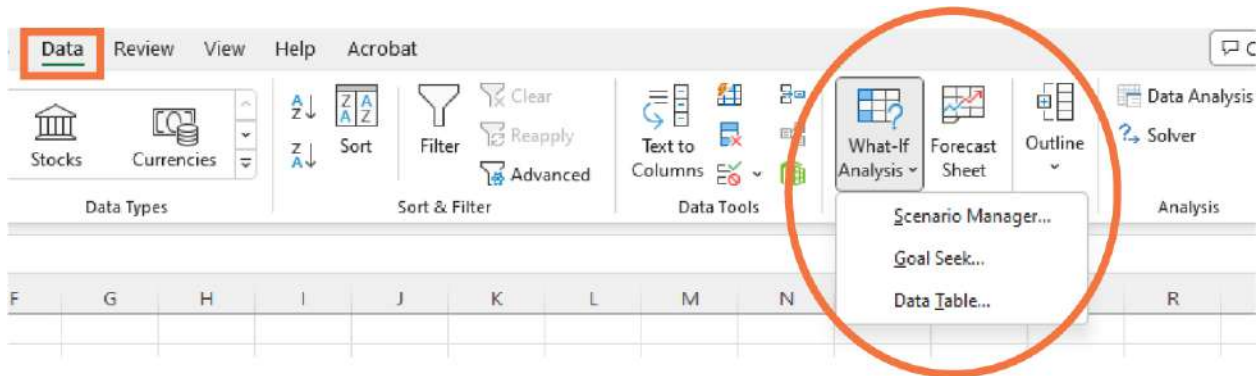 Data Review View Help Acrobat
Stocks
Currencies
Sort
Filter
Clear
Reapply
Advanced
Text to
Columns
What-If
Analysis
Forecast
Sheet
Outline
Data Analysis
Solver
Data Types
Sort & Filter
Data Tools
Analysis
Scenario Manager...
Goal Seek...
Data Table...
F G H I J K L M N R